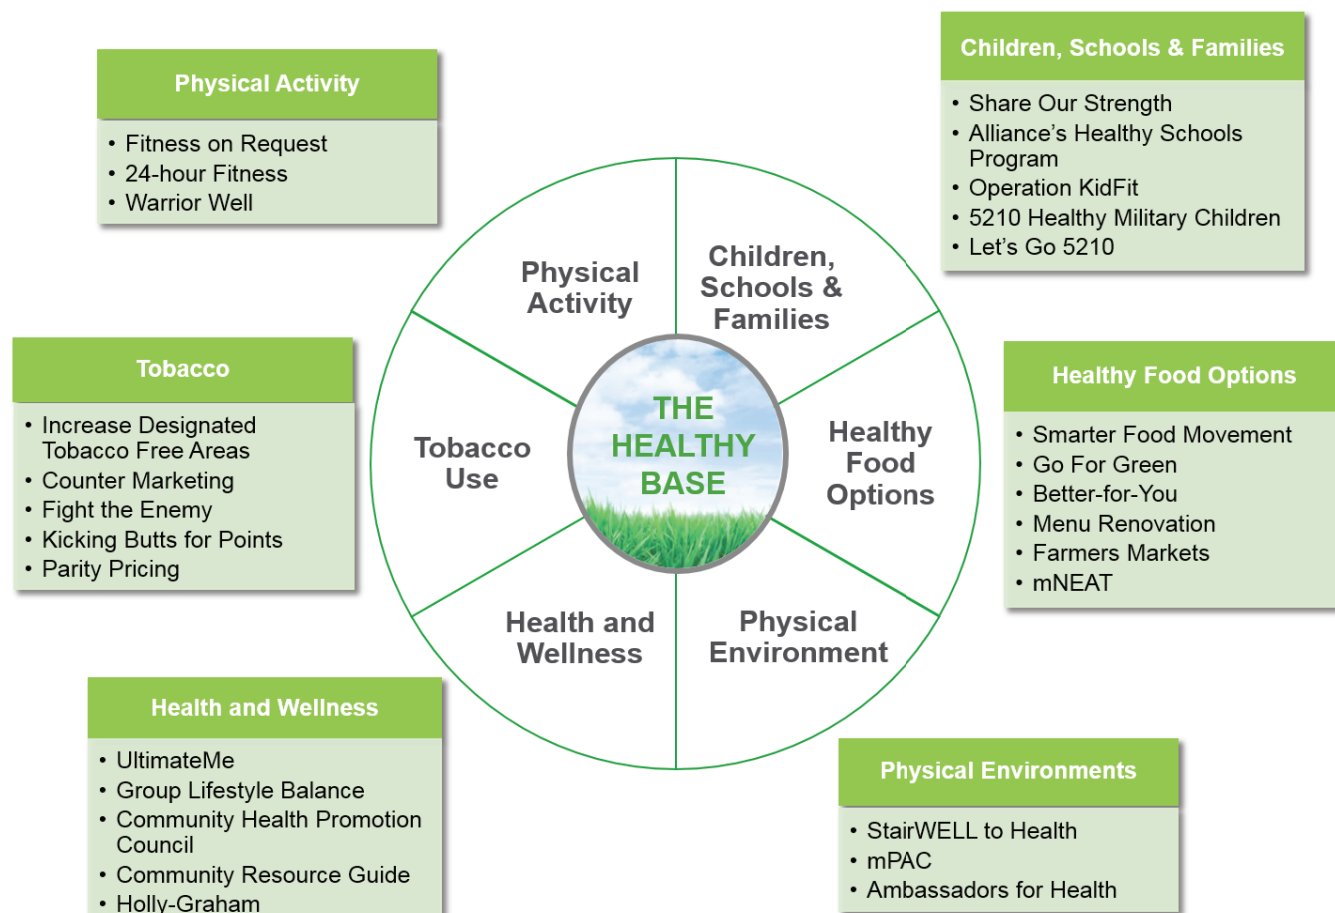 Physical Activity
• Fitness on Request
• 24-hour Fitness
• Warrior Well
Children, Schools & Families
• Share Our Strength
• Alliance’s Healthy Schools
Program
• Operation KidFit
• 5210 Healthy Military Children
• Let’s Go 5210
Tobacco
• Increase Designated
Tobacco Free Areas
• Counter Marketing
• Fight the Enemy
• Kicking Butts for Points
• Parity Pricing
Physical
Activity
Children,
Schools &
Families
Tobacco
Use
THE
HEALTHY
BASE
Healthy
Food
Options
Health and
Wellness
Physical
Environment
Healthy Food Options
• Smarter Food Movement
• Go For Green
• Better-for-You
• Menu Renovation
• Farmers Markets
• mNEAT
Health and Wellness
• UltimateMe
• Group Lifestyle Balance
• Community Health Promotion
Council
• Community Resource Guide
• Holly-Graham
Physical Environments
• StairWELL to Health
• mPAC
• Ambassadors for Health